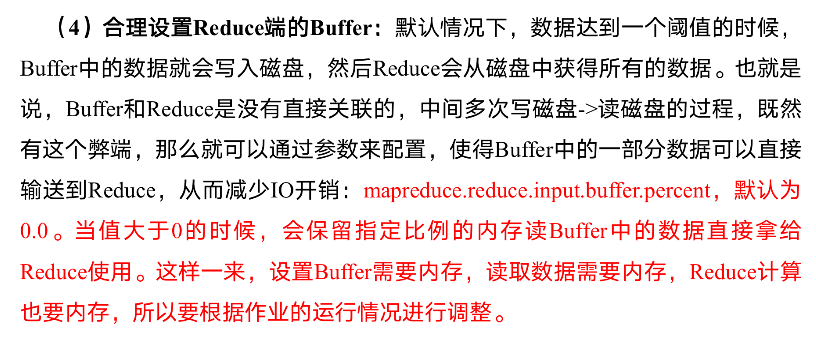 （4）合理设置Reduce端的Buffer：默认情况下，数据达到一个阈值的时候，
Buffer中的数据就会写入磁盘，然后Reduce会从磁盘中获得所有的数据。也就是
说，Buffer和Reduce是没有直接关联的，中间多次写磁盘->读磁盘的过程，既然
有这个弊端，那么就可以通过参数来配置，使得Buffer中的一部分数据可以直接
输送到Reduce，从而减少IO开销：mapreduce.reduce.input.buffer.percent，默认为
0.0。当值大于0的时候，会保留指定比例的内存读Buffer中的数据直接拿给
Reduce使用。这样一来，设置Buffer需要内存，读取数据需要内存，Reduce计算
也要内存，所以要根据作业的运行情况进行调整。